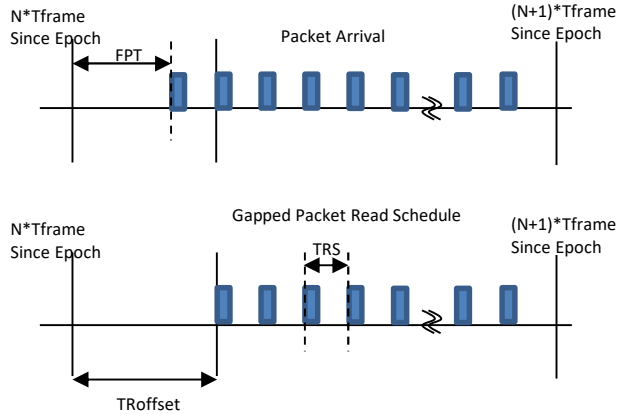 N*Tframe
Since Epoch
(N+1)*Tframe
Since Epoch
Packet Arrival
FPT
Gapped Packet Read Schedule
N*Tframe
Since Epoch
(N+1)*Tframe
Since Epoch
TRS
TRoffset